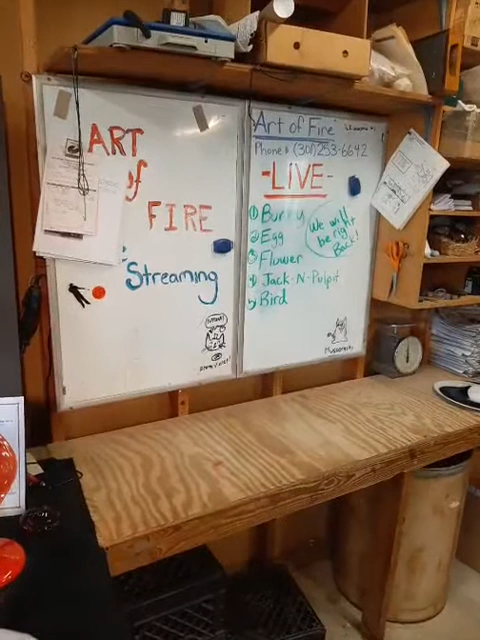 ART
of
FIRE
Streaming
Art of Fire
Phone # (301)253-6642
-LIVE-
① Bunny
② Egg
③ Flower
④ Jack-N-Pulpit
⑤ Bird
We will
be right
Back!